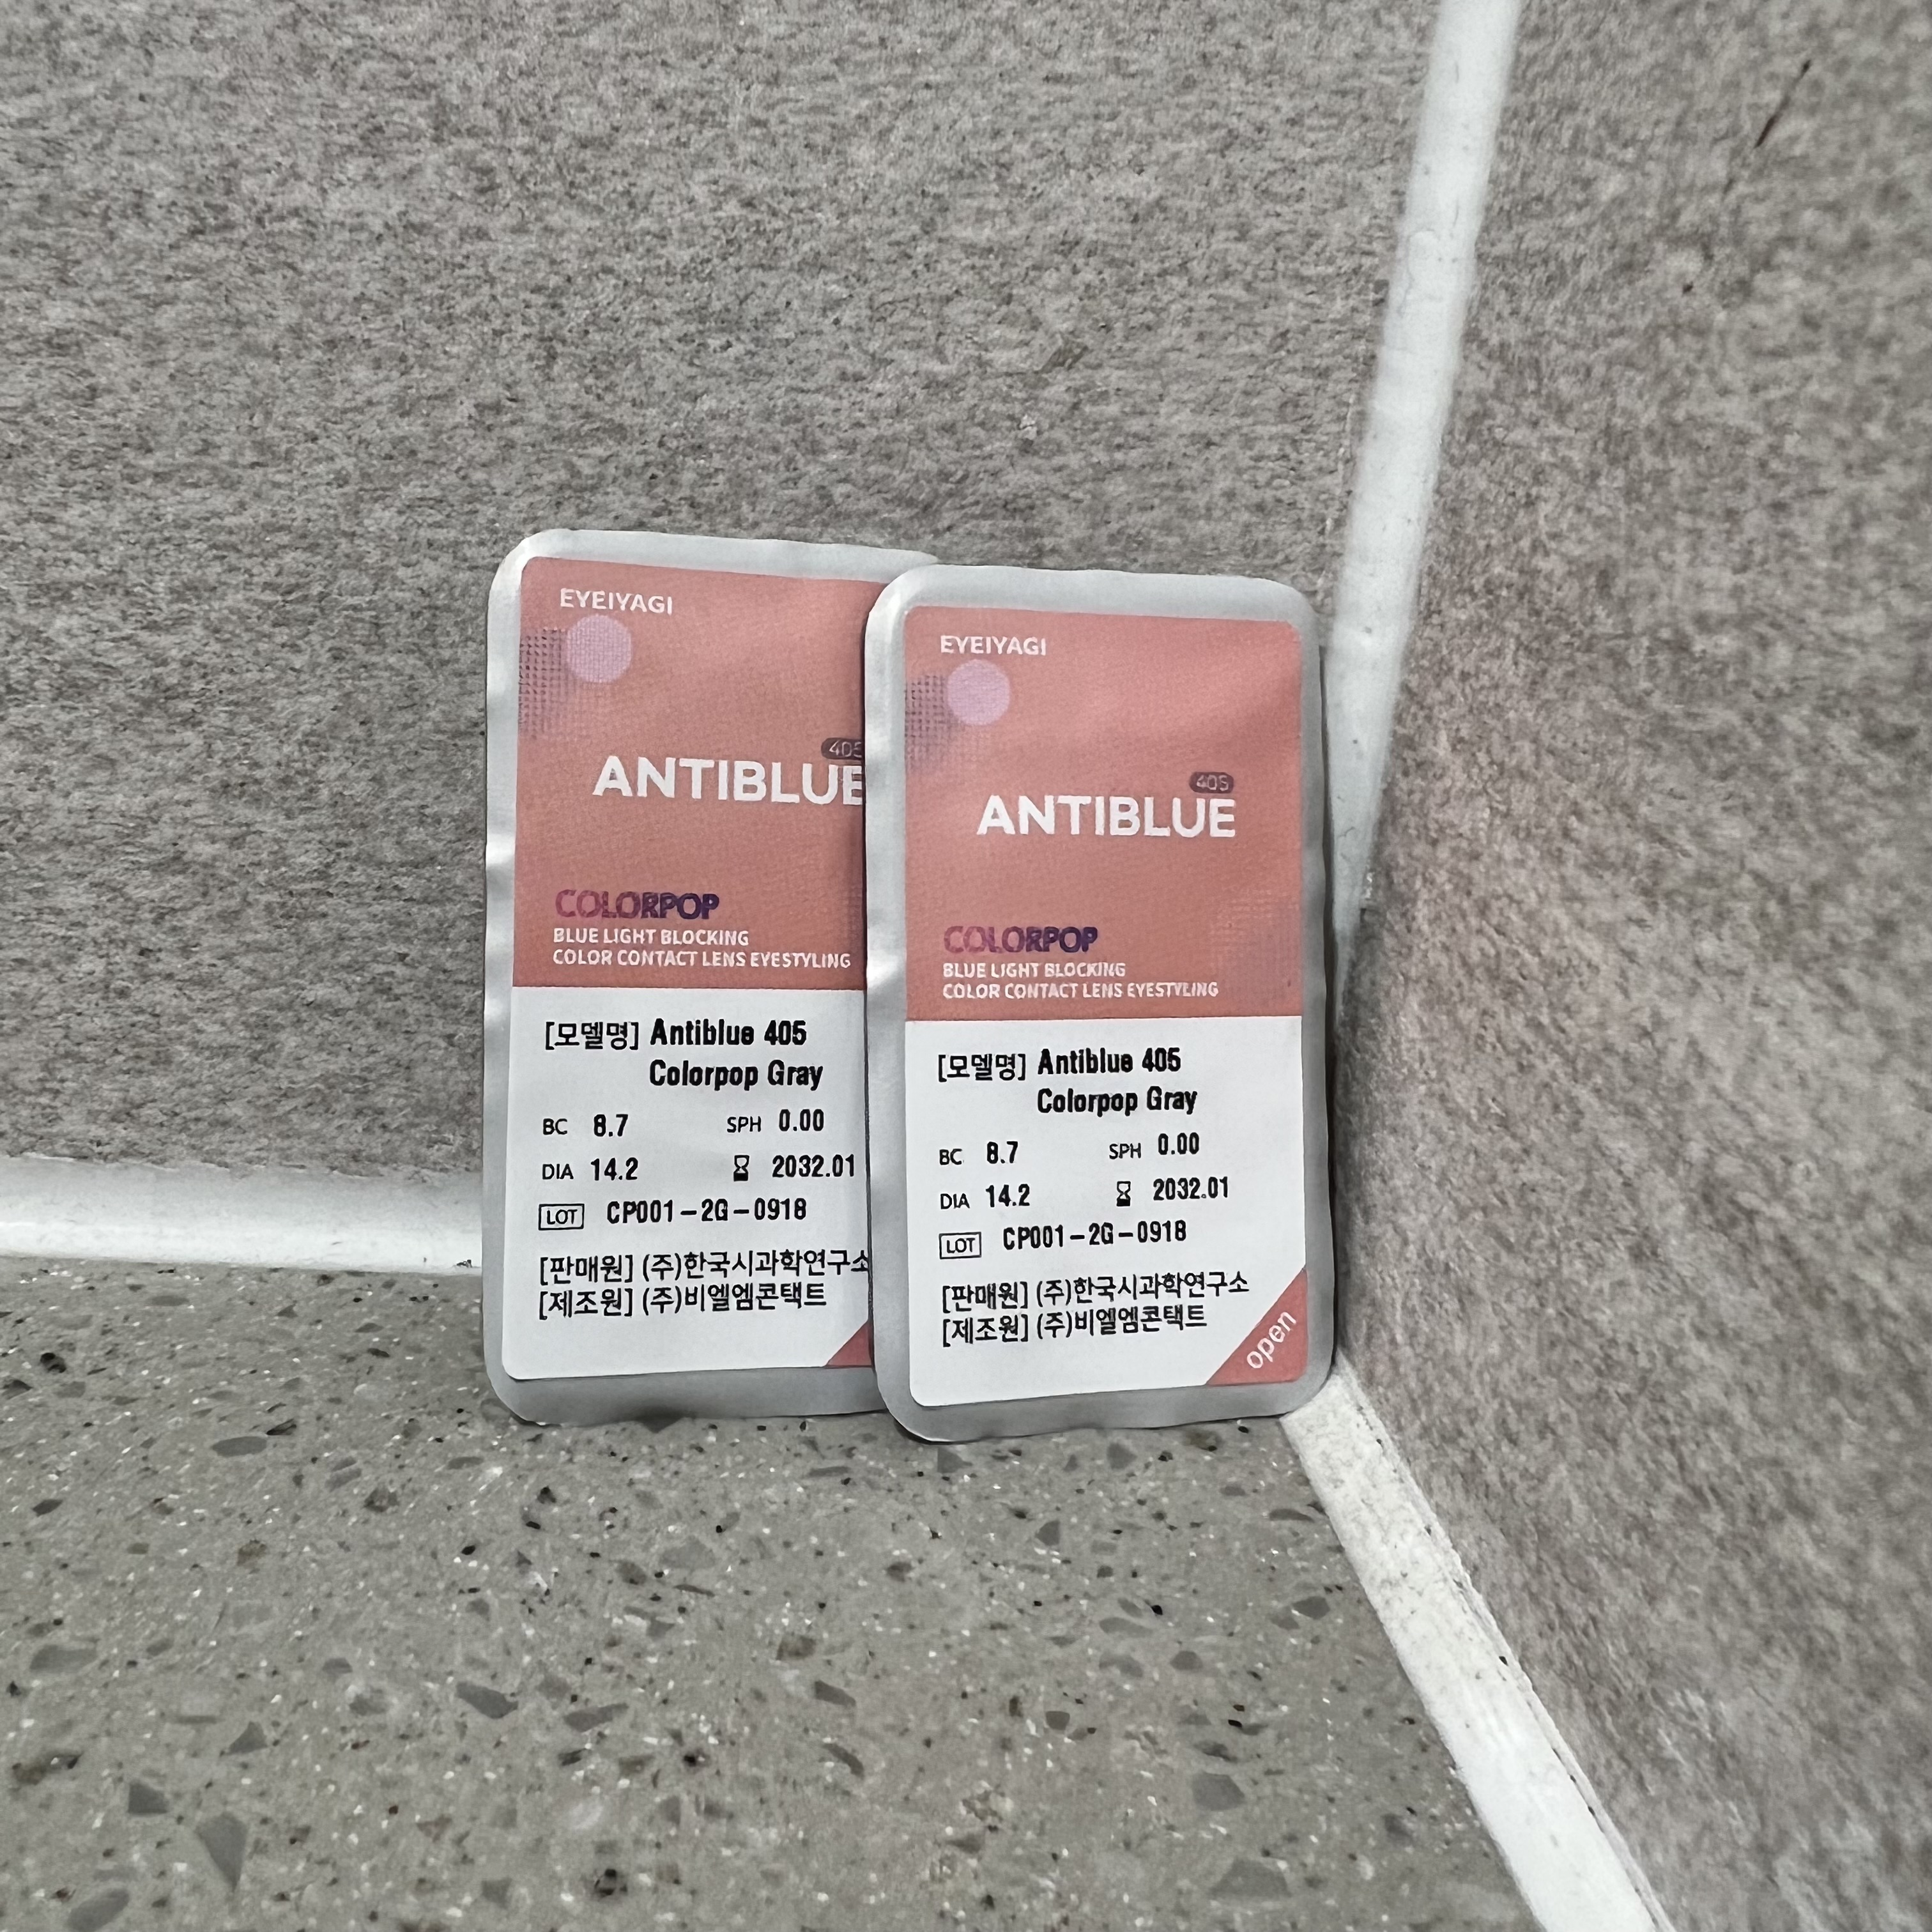 EYEIYAGI
405
ANTIBLUE
COLORPOP
BLUE LIGHT BLOCKING
COLOR CONTACT LENS EYESTYLING
[모델명] Antiblue 405
Colorpop Gray
BC 8.7 SPH 0.00
DIA 14.2 2032.01
LOT CP001-2G-0918
[판매원] (주)한국시과학연구소
[제조원] (주)비엘엠콘택트
EYEIYAGI
405
ANTIBLUE
COLORPOP
BLUE LIGHT BLOCKING
COLOR CONTACT LENS EYESTYLING
[모델명] Antiblue 405
Colorpop Gray
BC 8.7 SPH 0.00
DIA 14.2 2032.01
LOT CP001-2G-0918
[판매원] (주)한국시과학연구소
[제조원] (주)비엘엠콘택트
open